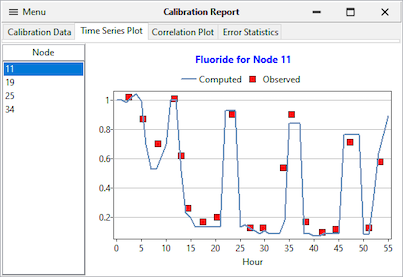 Menu
Calibration Report
Calibration Data
Time Series Plot
Correlation Plot
Error Statistics
Node
11
19
25
34
Fluoride for Node 11
Computed
Observed
1
0.8
0.6
0.4
0.2
0 5 10 15 20 25 30 35 40 45 50 55
Hour